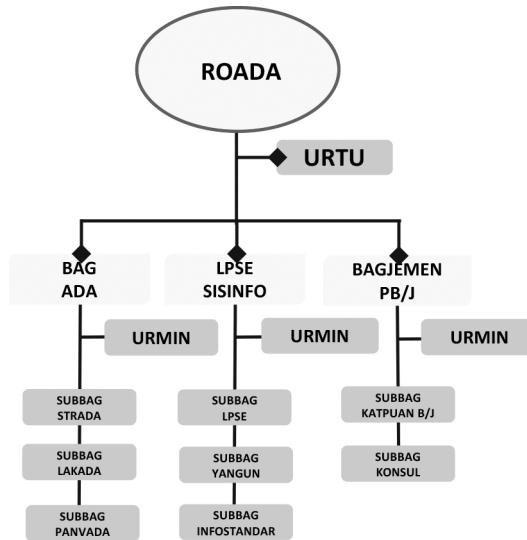 ROADA
URTU
BAG
ADA
LPSE
SISINFO
BAGJEMEN
PB/J
URMIN
URMIN
URMIN
SUBBAG
STRADA
SUBBAG
LPSE
SUBBAG
KATPUAN B/J
SUBBAG
LAKADA
SUBBAG
YANGUN
SUBBAG
KONSUL
SUBBAG
PANVADA
SUBBAG
INFOSTANDAR